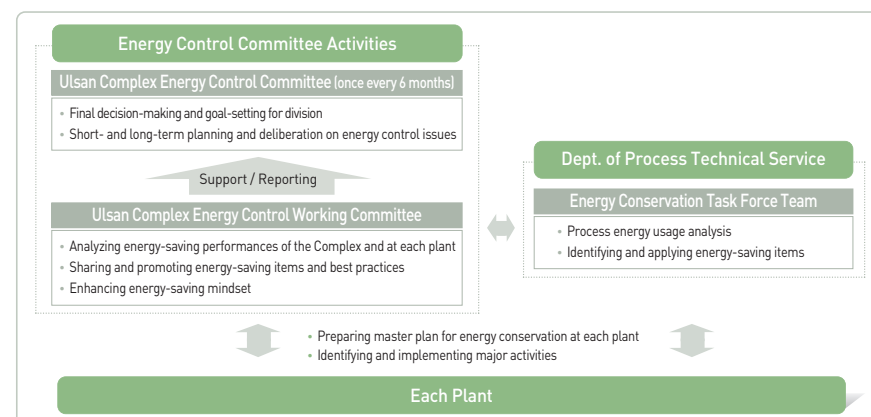 Energy Control Committee Activities
Ulsan Complex Energy Control Committee (once every 6 months)
• Final decision-making and goal-setting for division
• Short- and long-term planning and deliberation on energy control issues
Support / Reporting
Ulsan Complex Energy Control Working Committee
• Analyzing energy-saving performances of the Complex and at each plant
• Sharing and promoting energy-saving items and best practices
• Enhancing energy-saving mindset
Dept. of Process Technical Service
Energy Conservation Task Force Team
• Process energy usage analysis
• Identifying and applying energy-saving items
• Preparing master plan for energy conservation at each plant
• Identifying and implementing major activities
Each Plant